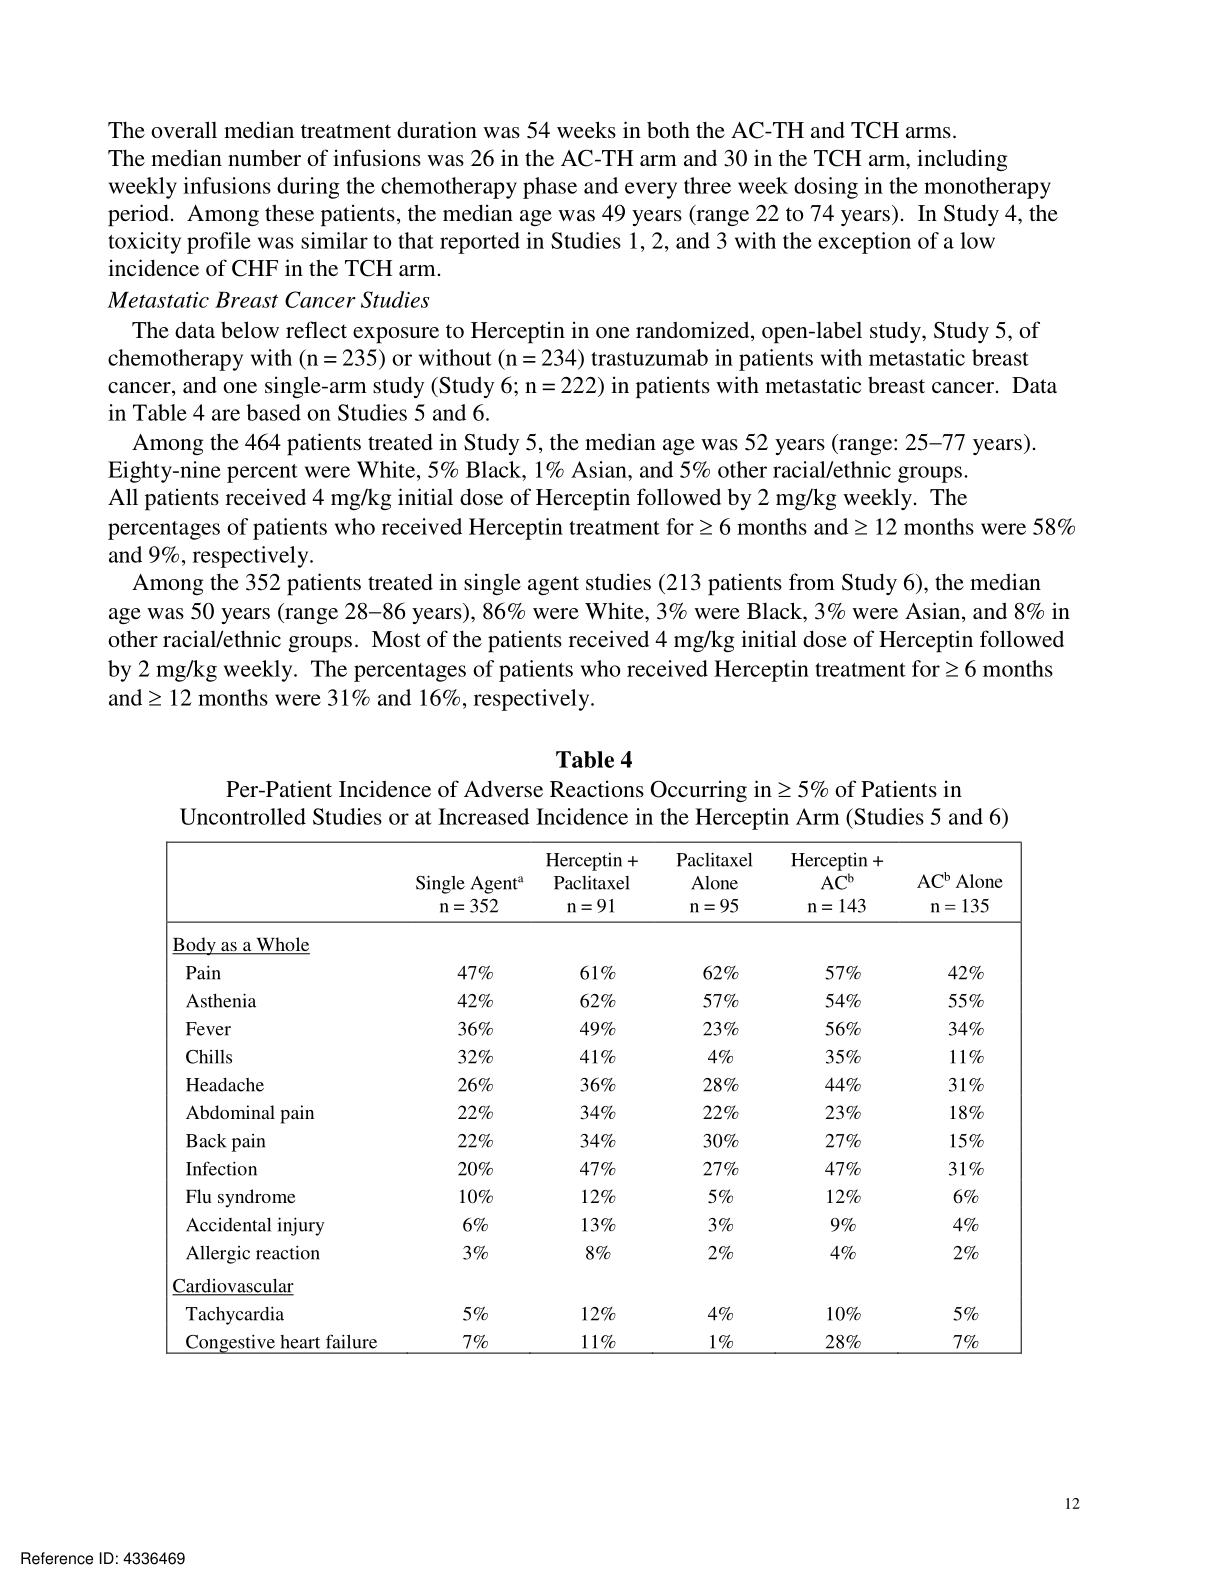 The overall median treatment duration was 54 weeks in both the AC-TH and TCH arms.
The median number of infusions was 26 in the AC-TH arm and 30 in the TCH arm, including
weekly infusions during the chemotherapy phase and every three week dosing in the monotherapy
period.  Among these patients, the median age was 49 years (range 22 to 74 years).  In Study 4, the
toxicity profile was similar to that reported in Studies 1, 2, and 3 with the exception of a low
incidence of CHF in the TCH arm.
Metastatic Breast Cancer Studies
The data below reflect exposure to Herceptin in one randomized, open-label study, Study 5, of
chemotherapy with (n = 235) or without (n = 234) trastuzumab in patients with metastatic breast
cancer, and one single-arm study (Study 6; n = 222) in patients with metastatic breast cancer.  Data
in Table 4 are based on Studies 5 and 6.
Among the 464 patients treated in Study 5, the median age was 52 years (range: 25–77 years).
Eighty-nine percent were White, 5% Black, 1% Asian, and 5% other racial/ethnic groups.
All patients received 4 mg/kg initial dose of Herceptin followed by 2 mg/kg weekly.  The
percentages of patients who received Herceptin treatment for ≥ 6 months and ≥ 12 months were 58%
and 9%, respectively.
Among the 352 patients treated in single agent studies (213 patients from Study 6), the median
age was 50 years (range 28–86 years), 86% were White, 3% were Black, 3% were Asian, and 8% in
other racial/ethnic groups.  Most of the patients received 4 mg/kg initial dose of Herceptin followed
by 2 mg/kg weekly.  The percentages of patients who received Herceptin treatment for ≥ 6 months
and ≥ 12 months were 31% and 16%, respectively.
Table 4
Per-Patient Incidence of Adverse Reactions Occurring in ≥ 5% of Patients in
Uncontrolled Studies or at Increased Incidence in the Herceptin Arm (Studies 5 and 6)
Herceptin + Paclitaxel Herceptin +
Single Agentᵃ Paclitaxel Alone ACᵇ ACᵇ Alone
n = 352 n = 91 n = 95 n = 143 n = 135
Body as a Whole
Pain 47% 61% 62% 57% 42%
Asthenia 42% 62% 57% 54% 55%
Fever 36% 49% 23% 56% 34%
Chills 32% 41% 4% 35% 11%
Headache 26% 36% 28% 44% 31%
Abdominal pain 22% 34% 22% 23% 18%
Back pain 22% 34% 30% 27% 15%
Infection 20% 47% 27% 47% 31%
Flu syndrome 10% 12% 5% 12% 6%
Accidental injury 6% 13% 3% 9% 4%
Allergic reaction 3% 8% 2% 4% 2%
Cardiovascular
Tachycardia 5% 12% 4% 10% 5%
Congestive heart failure 7% 11% 1% 28% 7%
12
Reference ID: 4336469